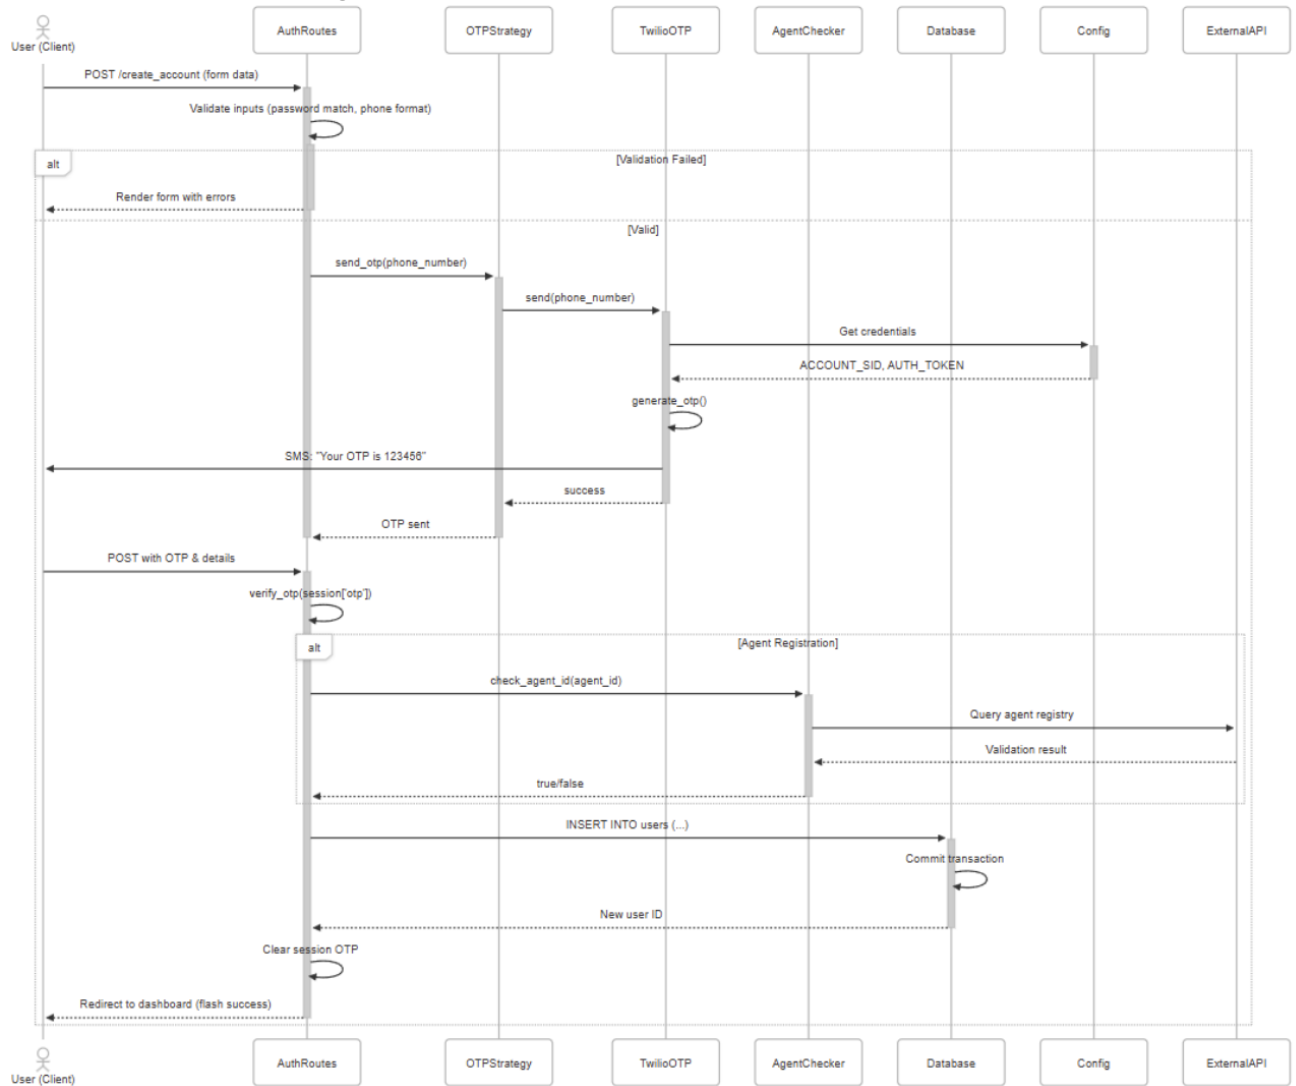 User (Client)
AuthRoutes
OTPStrategy
TwilioOTP
AgentChecker
Database
Config
ExternalAPI
POST /create_account (form data)
Validate inputs (password match, phone format)
alt
[Validation Failed]
Render form with errors
[Valid]
send_otp(phone_number)
send(phone_number)
Get credentials
ACCOUNT_SID, AUTH_TOKEN
generate_otp()
SMS: "Your OTP is 123456"
success
OTP sent
POST with OTP & details
verify_otp(session['otp'])
alt
[Agent Registration]
check_agent_id(agent_id)
Query agent registry
Validation result
true/false
INSERT INTO users (...)
Commit transaction
New user ID
Clear session OTP
Redirect to dashboard (flash success)
User (Client)
AuthRoutes
OTPStrategy
TwilioOTP
AgentChecker
Database
Config
ExternalAPI